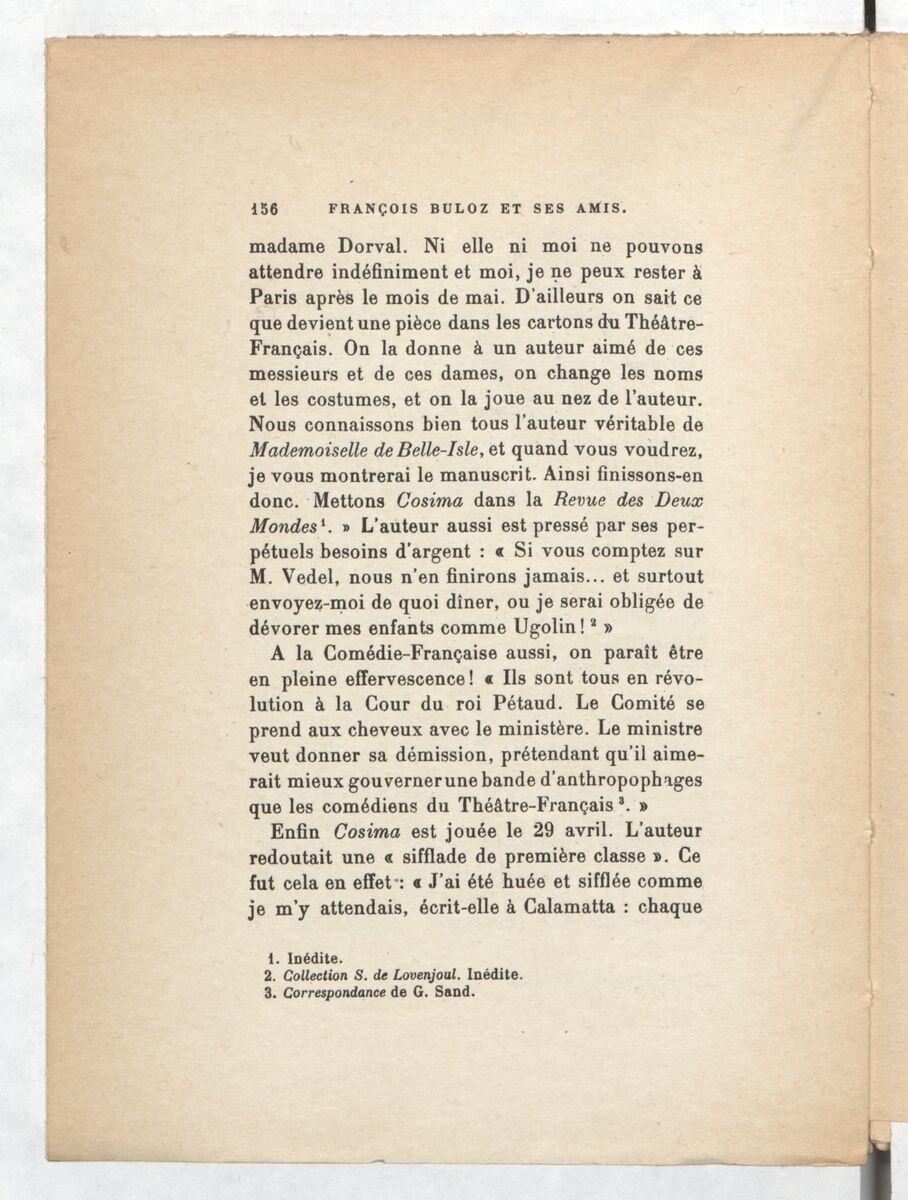 156 FRANÇOIS BULOZ ET SES AMIS.
madame Dorval. Ni elle ni moi ne pouvons
attendre indéfiniment et moi, je ne peux rester à
Paris après le mois de mai. D'ailleurs on sait ce
que devient une pièce dans les cartons du Théâtre-
Français. On la donne à un auteur aimé de ces
messieurs et de ces dames, on change les noms
et les costumes, et on la joue au nez de l'auteur.
Nous connaissons bien tous l'auteur véritable de
Mademoiselle de Belle-Isle, et quand vous voudrez,
je vous montrerai le manuscrit. Ainsi finissons-en
donc. Mettons Cosima dans la Revue des Deux
Mondes¹. » L'auteur aussi est pressé par ses per-
pétuels besoins d'argent : « Si vous comptez sur
M. Vedel, nous n'en finirons jamais... et surtout
envoyez-moi de quoi dîner, ou je serai obligée de
dévorer mes enfants comme Ugolin! ² »
A la Comédie-Française aussi, on paraît être
en pleine effervescence! « Ils sont tous en révo-
lution à la Cour du roi Pétaud. Le Comité se
prend aux cheveux avec le ministère. Le ministre
veut donner sa démission, prétendant qu'il aime-
rait mieux gouverner une bande d'anthropophages
que les comédiens du Théâtre-Français ³. »
Enfin Cosima est jouée le 29 avril. L'auteur
redoutait une « sifflade de première classe ». Ce
fut cela en effet : « J'ai été huée et sifflée comme
je m'y attendais, écrit-elle à Calamatta : chaque
1. Inédite.
2. Collection S. de Lovenjoul. Inédite.
3. Correspondance de G. Sand.